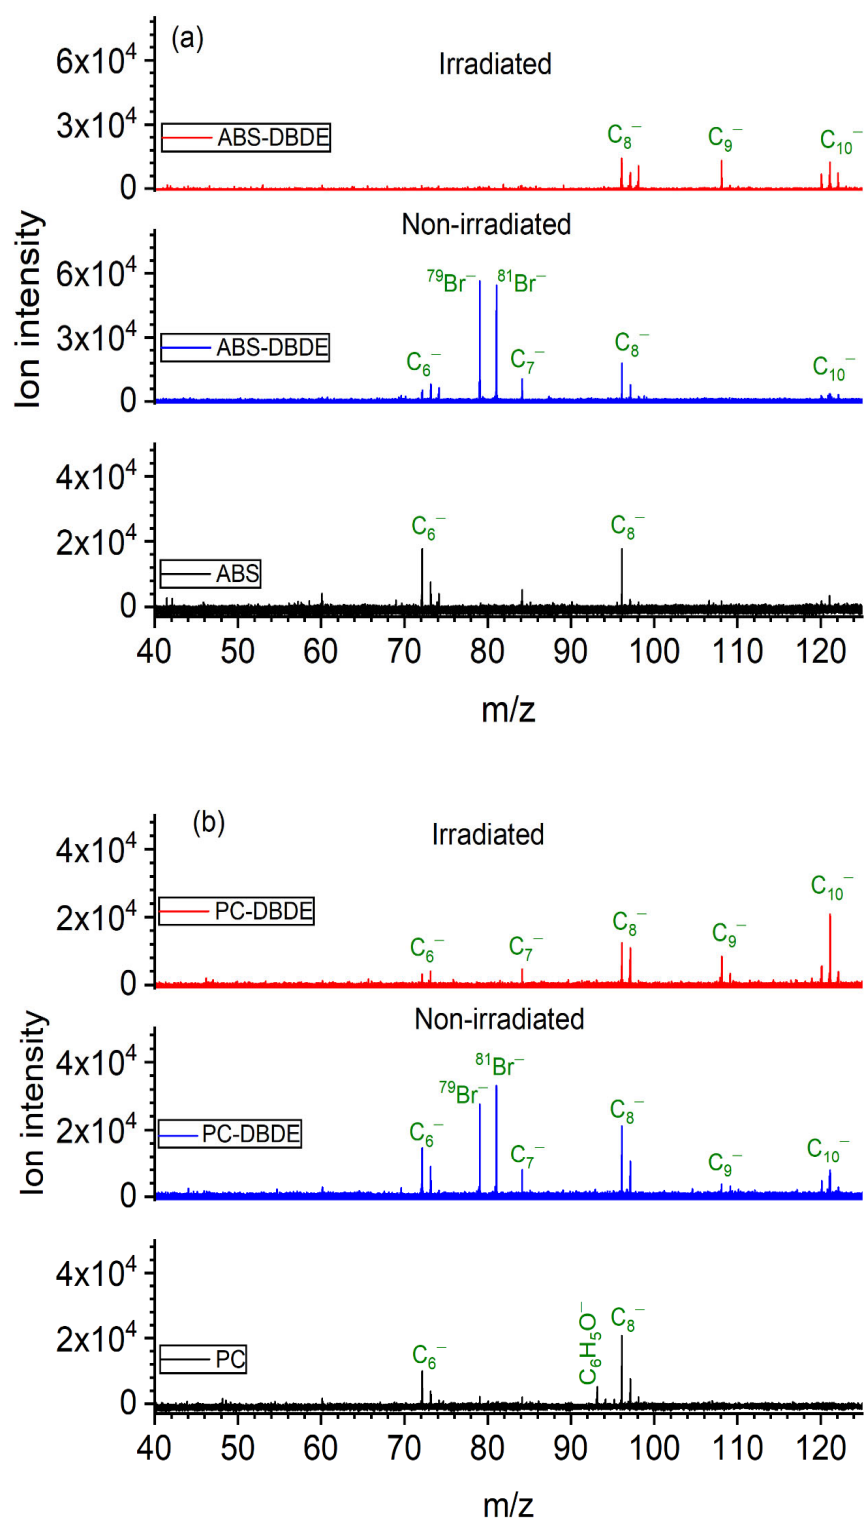 (a)
Irradiated
6x10⁴
3x10⁴
0
ABS-DBDE
C₈⁻
C₉⁻
C₁₀⁻
Non-irradiated
6x10⁴
3x10⁴
0
ABS-DBDE
C₆⁻
⁷⁹Br⁻
⁸¹Br⁻
C₇⁻
C₈⁻
C₁₀⁻
Ion intensity
4x10⁴
2x10⁴
0
ABS
C₆⁻
C₈⁻
40 50 60 70 80 90 100 110 120
m/z
(b)
Irradiated
4x10⁴
2x10⁴
0
PC-DBDE
C₆⁻
C₇⁻
C₈⁻
C₉⁻
C₁₀⁻
Non-irradiated
4x10⁴
2x10⁴
0
PC-DBDE
C₆⁻
⁷⁹Br⁻
⁸¹Br⁻
C₇⁻
C₈⁻
C₉⁻
C₁₀⁻
Ion intensity
4x10⁴
2x10⁴
0
PC
C₆⁻
C₆H₅O⁻
C₈⁻
40 50 60 70 80 90 100 110 120
m/z